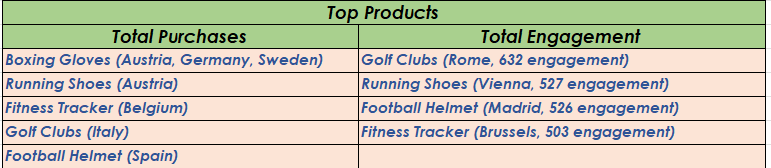 Top Products
Total Purchases Total Engagement
Boxing Gloves (Austria, Germany, Sweden) Golf Clubs (Rome, 632 engagement)
Running Shoes (Austria) Running Shoes (Vienna, 527 engagement)
Fitness Tracker (Belgium) Football Helmet (Madrid, 526 engagement)
Golf Clubs (Italy) Fitness Tracker (Brussels, 503 engagement)
Football Helmet (Spain)